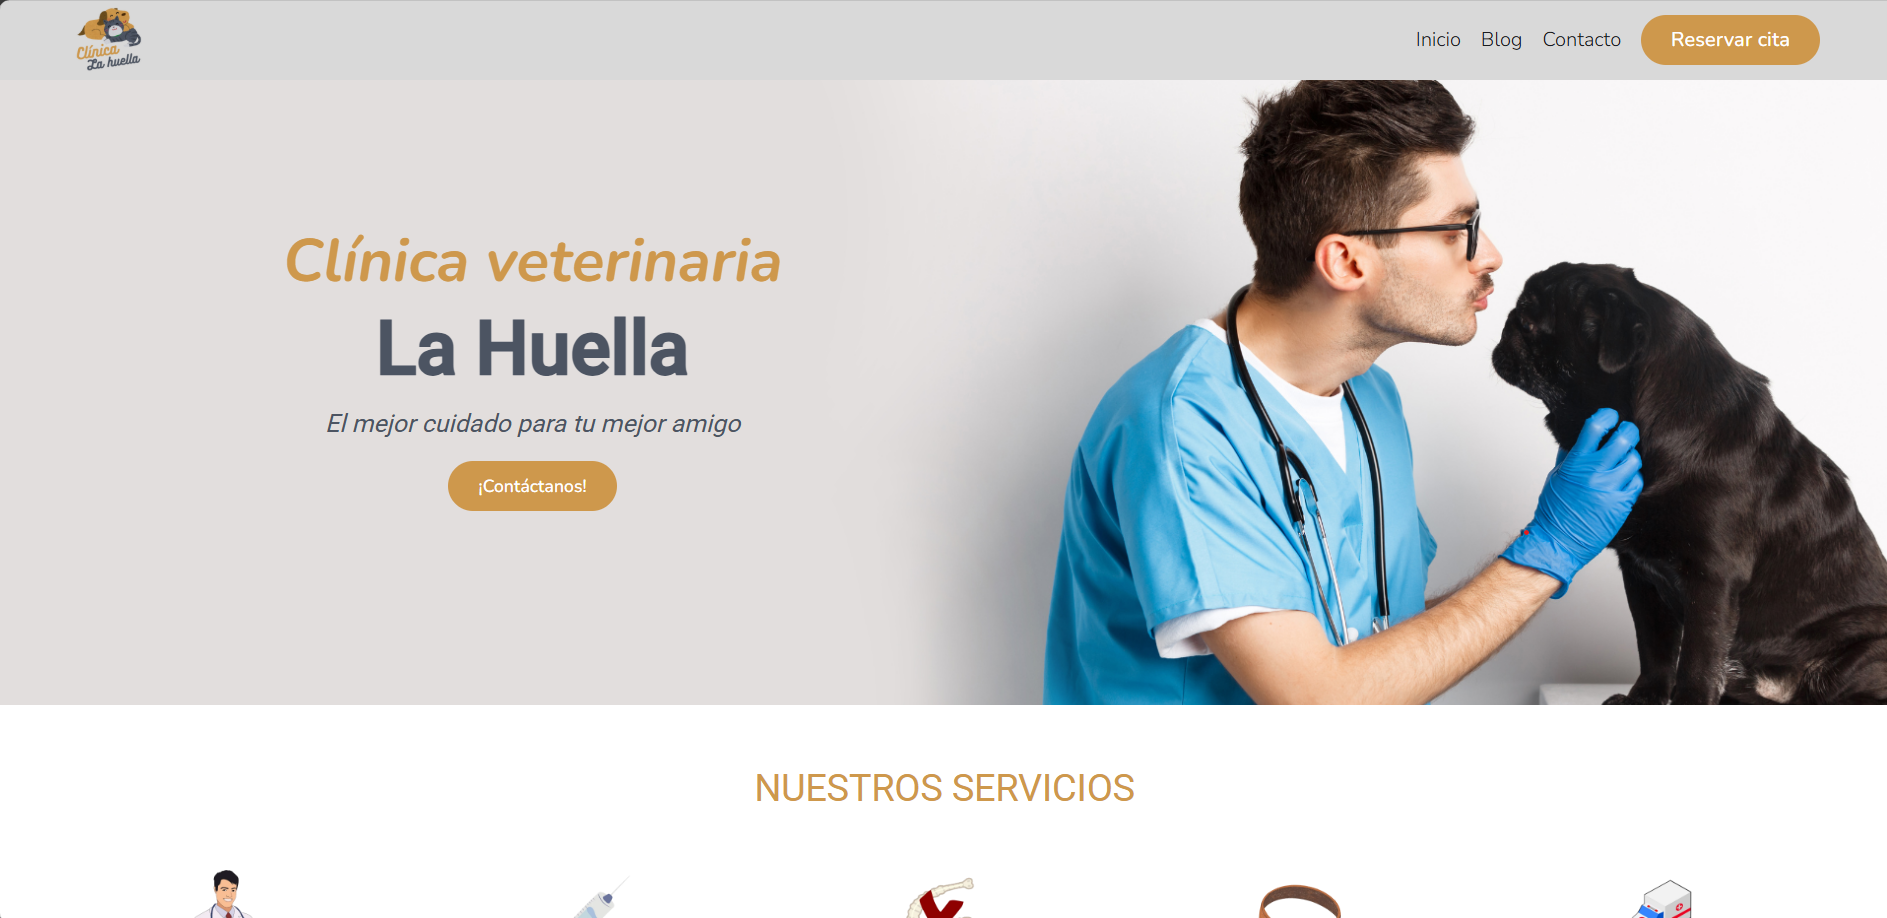 Clínica
La huella
Inicio
Blog
Contacto
Reservar cita
Clínica veterinaria
La Huella
El mejor cuidado para tu mejor amigo
¡Contáctanos!
NUESTROS SERVICIOS